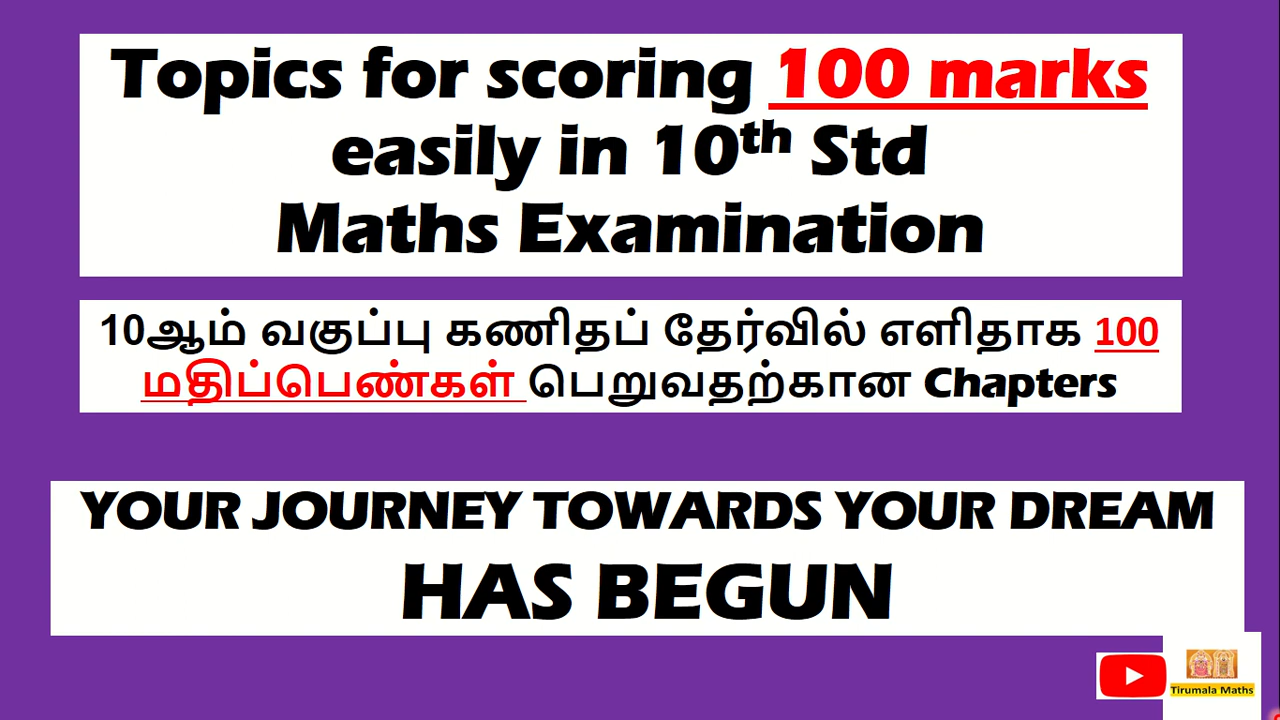 Topics for scoring 100 marks
easily in 10th Std
Maths Examination
10ஆம் வகுப்பு கணிதப் தேர்வில் எளிதாக 100
மதிப்பெண்கள் பெறுவதற்கான Chapters
YOUR JOURNEY TOWARDS YOUR DREAM
HAS BEGUN
Tirumala Maths